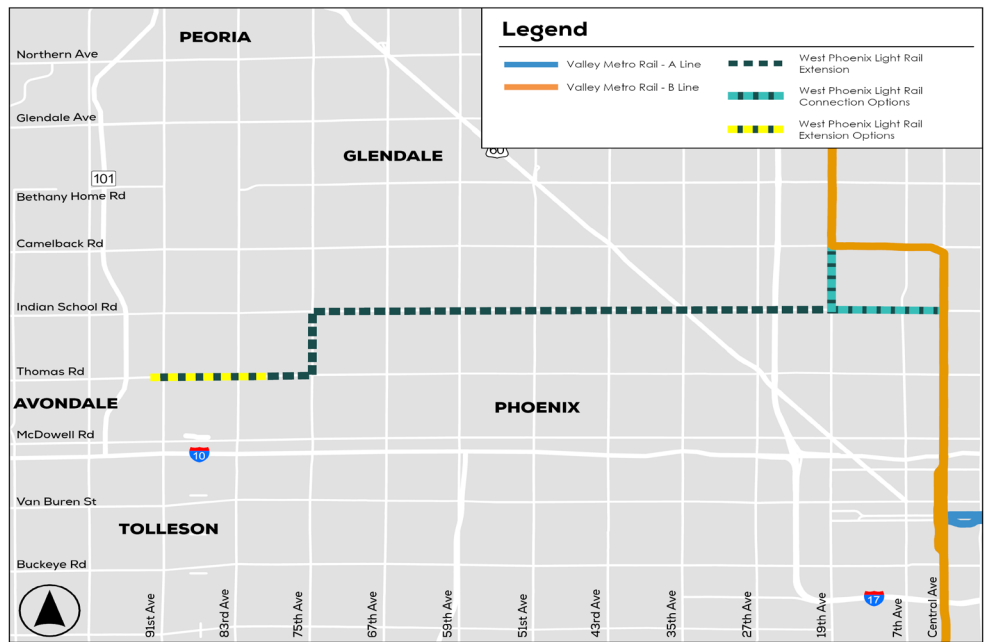 PEORIA
Northern Ave
Legend
Valley Metro Rail - A Line
Valley Metro Rail - B Line
West Phoenix Light Rail
Extension
West Phoenix Light Rail
Connection Options
West Phoenix Light Rail
Extension Options
Glendale Ave
GLENDALE
60
101
Bethany Home Rd
Camelback Rd
Indian School Rd
Thomas Rd
AVONDALE
PHOENIX
McDowell Rd
10
Van Buren St
TOLLESON
Buckeye Rd
17
91st Ave
83rd Ave
75th Ave
67th Ave
59th Ave
51st Ave
43rd Ave
35th Ave
27th Ave
19th Ave
7th Ave
Central Ave